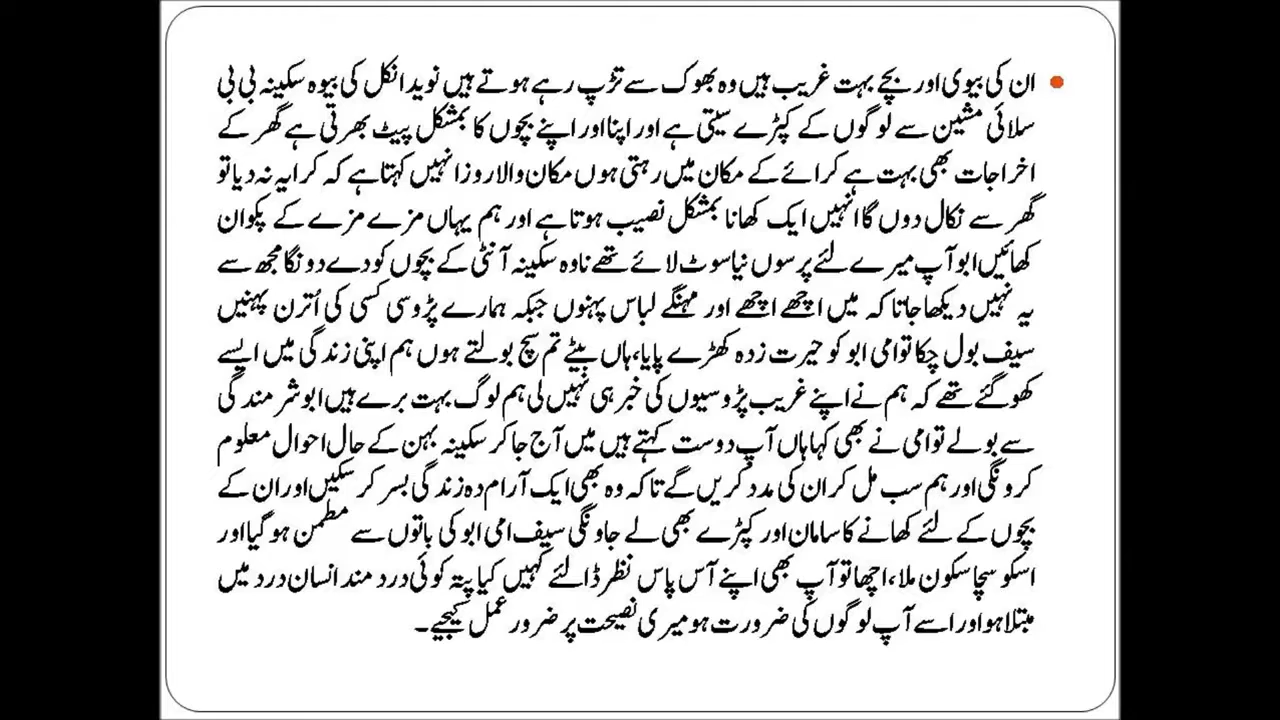 ان کی بیوی اور بچے بہت غریب ہیں وہ بھوک سے تڑپ رہے ہوتے ہیں نوید انکل کی بیوہ سکینہ بی بی
سلائی مشین سے لوگوں کے کپڑے سیتی ہے اور اپنا اور اپنے بچوں کا بمشکل پیٹ بھرتی ہے گھر کے
اخراجات بھی بہت ہے کرائے کے مکان میں رہتی ہوں مکان والا روز انہیں کہتا ہے کہ کرایہ نہ دیا تو
گھر سے نکال دوں گا انہیں ایک کھانا بمشکل نصیب ہوتا ہے اور ہم یہاں مزے مزے کے پکوان
کھائیں ابو آپ میرے لئے پرسوں نیا سوٹ لائے تھے نا وہ سکینہ آنٹی کے بچوں کو دے دونگا مجھ سے
یہ نہیں دیکھا جاتا کہ میں اچھے اچھے اور مہنگے لباس پہنوں جبکہ ہمارے پڑوسی کسی کی اُترن پہنیں
سیف بول چکا تو امی ابو کو حیرت زدہ کھڑے پایا، ہاں بیٹے تم سچ بولتے ہوں ہم اپنی زندگی میں ایسے
کھو گئے تھے کہ ہم نے اپنے غریب پڑوسیوں کی خبر ہی نہیں لی ہم لوگ بہت برے ہیں ابو شرمندگی
سے بولے تو امی نے بھی کہا ہاں آپ دوست کہتے ہیں میں آج جا کر سکینہ بہن کے حال احوال معلوم
کرونگی اور ہم سب مل کر ان کی مدد کریں گے تا کہ وہ بھی ایک آرام دہ زندگی بسر کر سکیں اور ان کے
بچوں کے لئے کھانے کا سامان اور کپڑے بھی لے جاونگی سیف امی ابو کی باتوں سے مطمن ہو گیا اور
اسکو سچا سکون ملا، اچھا تو آپ بھی اپنے آس پاس نظر ڈالئے کہیں کیا پتہ کوئی درد مند انسان درد میں
مبتلا ہو اور اسے آپ لوگوں کی ضرورت ہو میری نصیحت پر ضرور عمل کیجیے۔